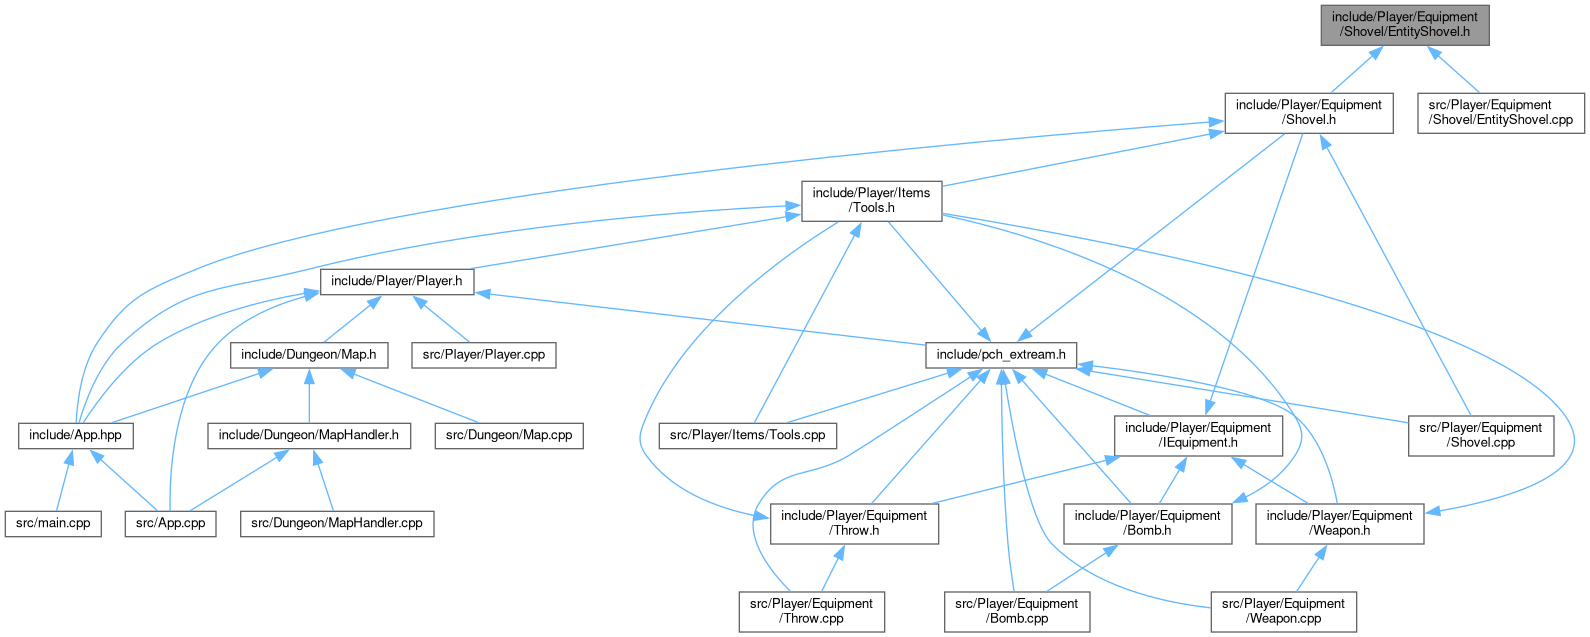 include/Player/Equipment
/Shovel/EntityShovel.h
include/Player/Equipment
/Shovel.h
src/Player/Equipment
/Shovel/EntityShovel.cpp
include/Player/Items
/Tools.h
include/Player/Player.h
include/Dungeon/Map.h
src/Player/Player.cpp
include/pch_extream.h
include/App.hpp
include/Dungeon/MapHandler.h
src/Dungeon/Map.cpp
src/Player/Items/Tools.cpp
include/Player/Equipment
/IEquipment.h
src/Player/Equipment
/Shovel.cpp
src/main.cpp
src/App.cpp
src/Dungeon/MapHandler.cpp
include/Player/Equipment
/Throw.h
include/Player/Equipment
/Bomb.h
include/Player/Equipment
/Weapon.h
src/Player/Equipment
/Throw.cpp
src/Player/Equipment
/Bomb.cpp
src/Player/Equipment
/Weapon.cpp